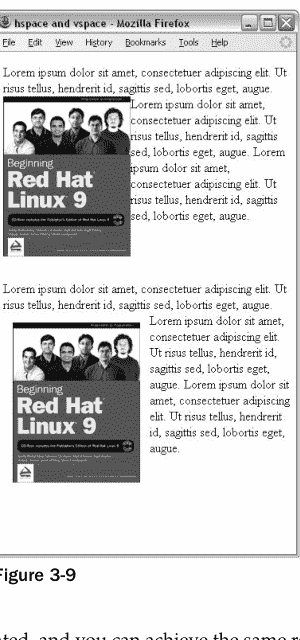 hspace and vspace - Mozilla Firefox
File Edit View History Bookmarks Tools Help
Lorem ipsum dolor sit amet, consectetuer adipiscing elit. Ut
risus tellus, hendrerit id, sagittis sed, lobortis eget, augue.
Lorem ipsum dolor sit amet,
consectetuer adipiscing elit. Ut
risus tellus, hendrerit id, sagittis
sed, lobortis eget, augue. Lorem
ipsum dolor sit amet,
consectetuer adipiscing elit. Ut
risus tellus, hendrerit id, sagittis
sed, lobortis eget, augue.
Beginning
Red Hat
Linux 9
Lorem ipsum dolor sit amet, consectetuer adipiscing elit. Ut
risus tellus, hendrerit id, sagittis sed, lobortis eget, augue.
Lorem ipsum dolor sit amet,
consectetuer adipiscing elit.
Ut risus tellus, hendrerit id,
sagittis sed, lobortis eget,
augue. Lorem ipsum dolor sit
amet, consectetuer adipiscing
elit. Ut risus tellus, hendrerit
id, sagittis sed, lobortis eget,
augue.
Beginning
Red Hat
Linux 9
Figure 3-9
ated, and you can achieve the same r